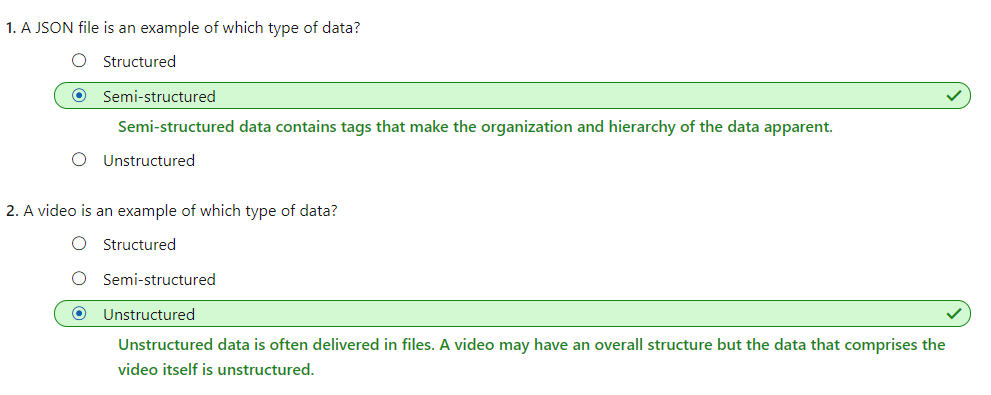 1. A JSON file is an example of which type of data?
Structured
Semi-structured
Semi-structured data contains tags that make the organization and hierarchy of the data apparent.
Unstructured
2. A video is an example of which type of data?
Structured
Semi-structured
Unstructured
Unstructured data is often delivered in files. A video may have an overall structure but the data that comprises the
video itself is unstructured.